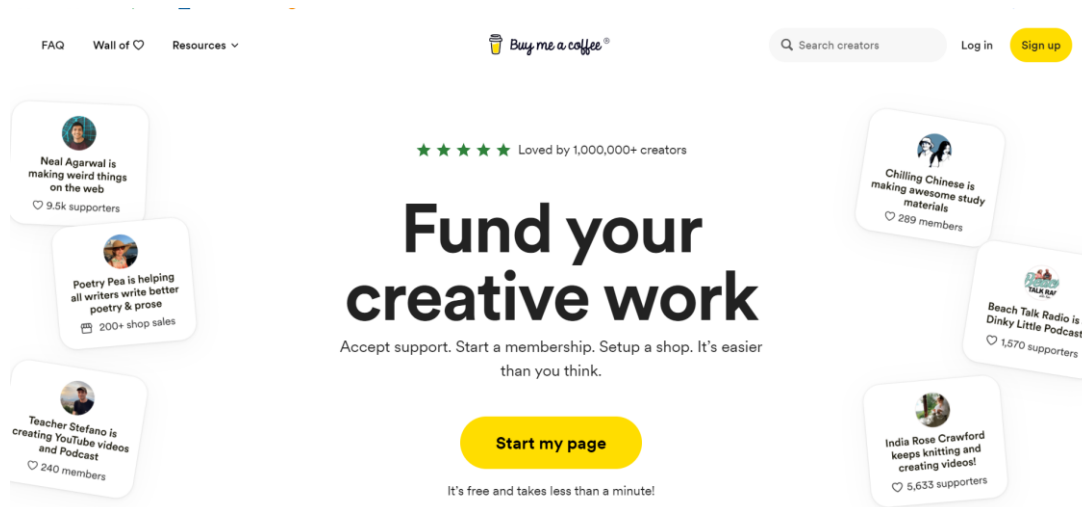 FAQ
Wall of
Resources
Buy me a coffee ®
Search creators
Log in
Sign up
Loved by 1,000,000+ creators
Fund your
creative work
Accept support. Start a membership. Setup a shop. It's easier
than you think.
Start my page
It's free and takes less than a minute!
Neal Agarwal is
making weird things
on the web
9.5k supporters
Poetry Pea is helping
all writers write better
poetry & prose
200+ shop sales
Teacher Stefano is
creating YouTube videos
and Podcast
240 members
Chilling Chinese is
making awesome study
materials
289 members
TALK RA
Beach Talk Radio is
Dinky Little Podcast
1,570 supporters
India Rose Crawford
keeps knitting and
creating videos!
5,633 supporters